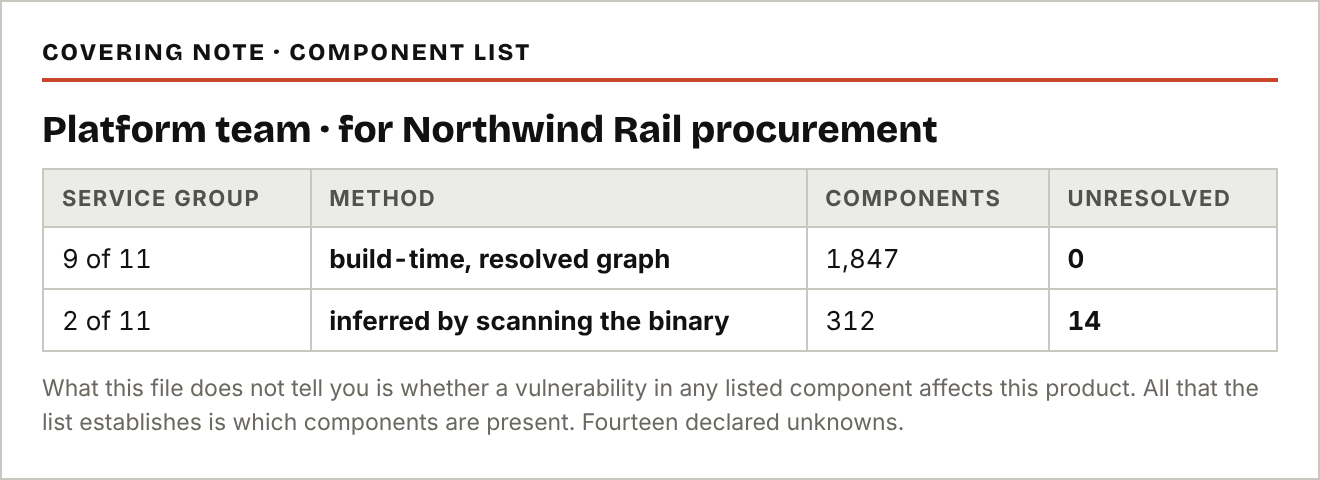 COVERING NOTE · COMPONENT LIST
Platform team · for Northwind Rail procurement
SERVICE GROUP METHOD COMPONENTS UNRESOLVED
9 of 11 build-time, resolved graph 1,847 0
2 of 11 inferred by scanning the binary 312 14
What this file does not tell you is whether a vulnerability in any listed component affects this product. All that the
list establishes is which components are present. Fourteen declared unknowns.